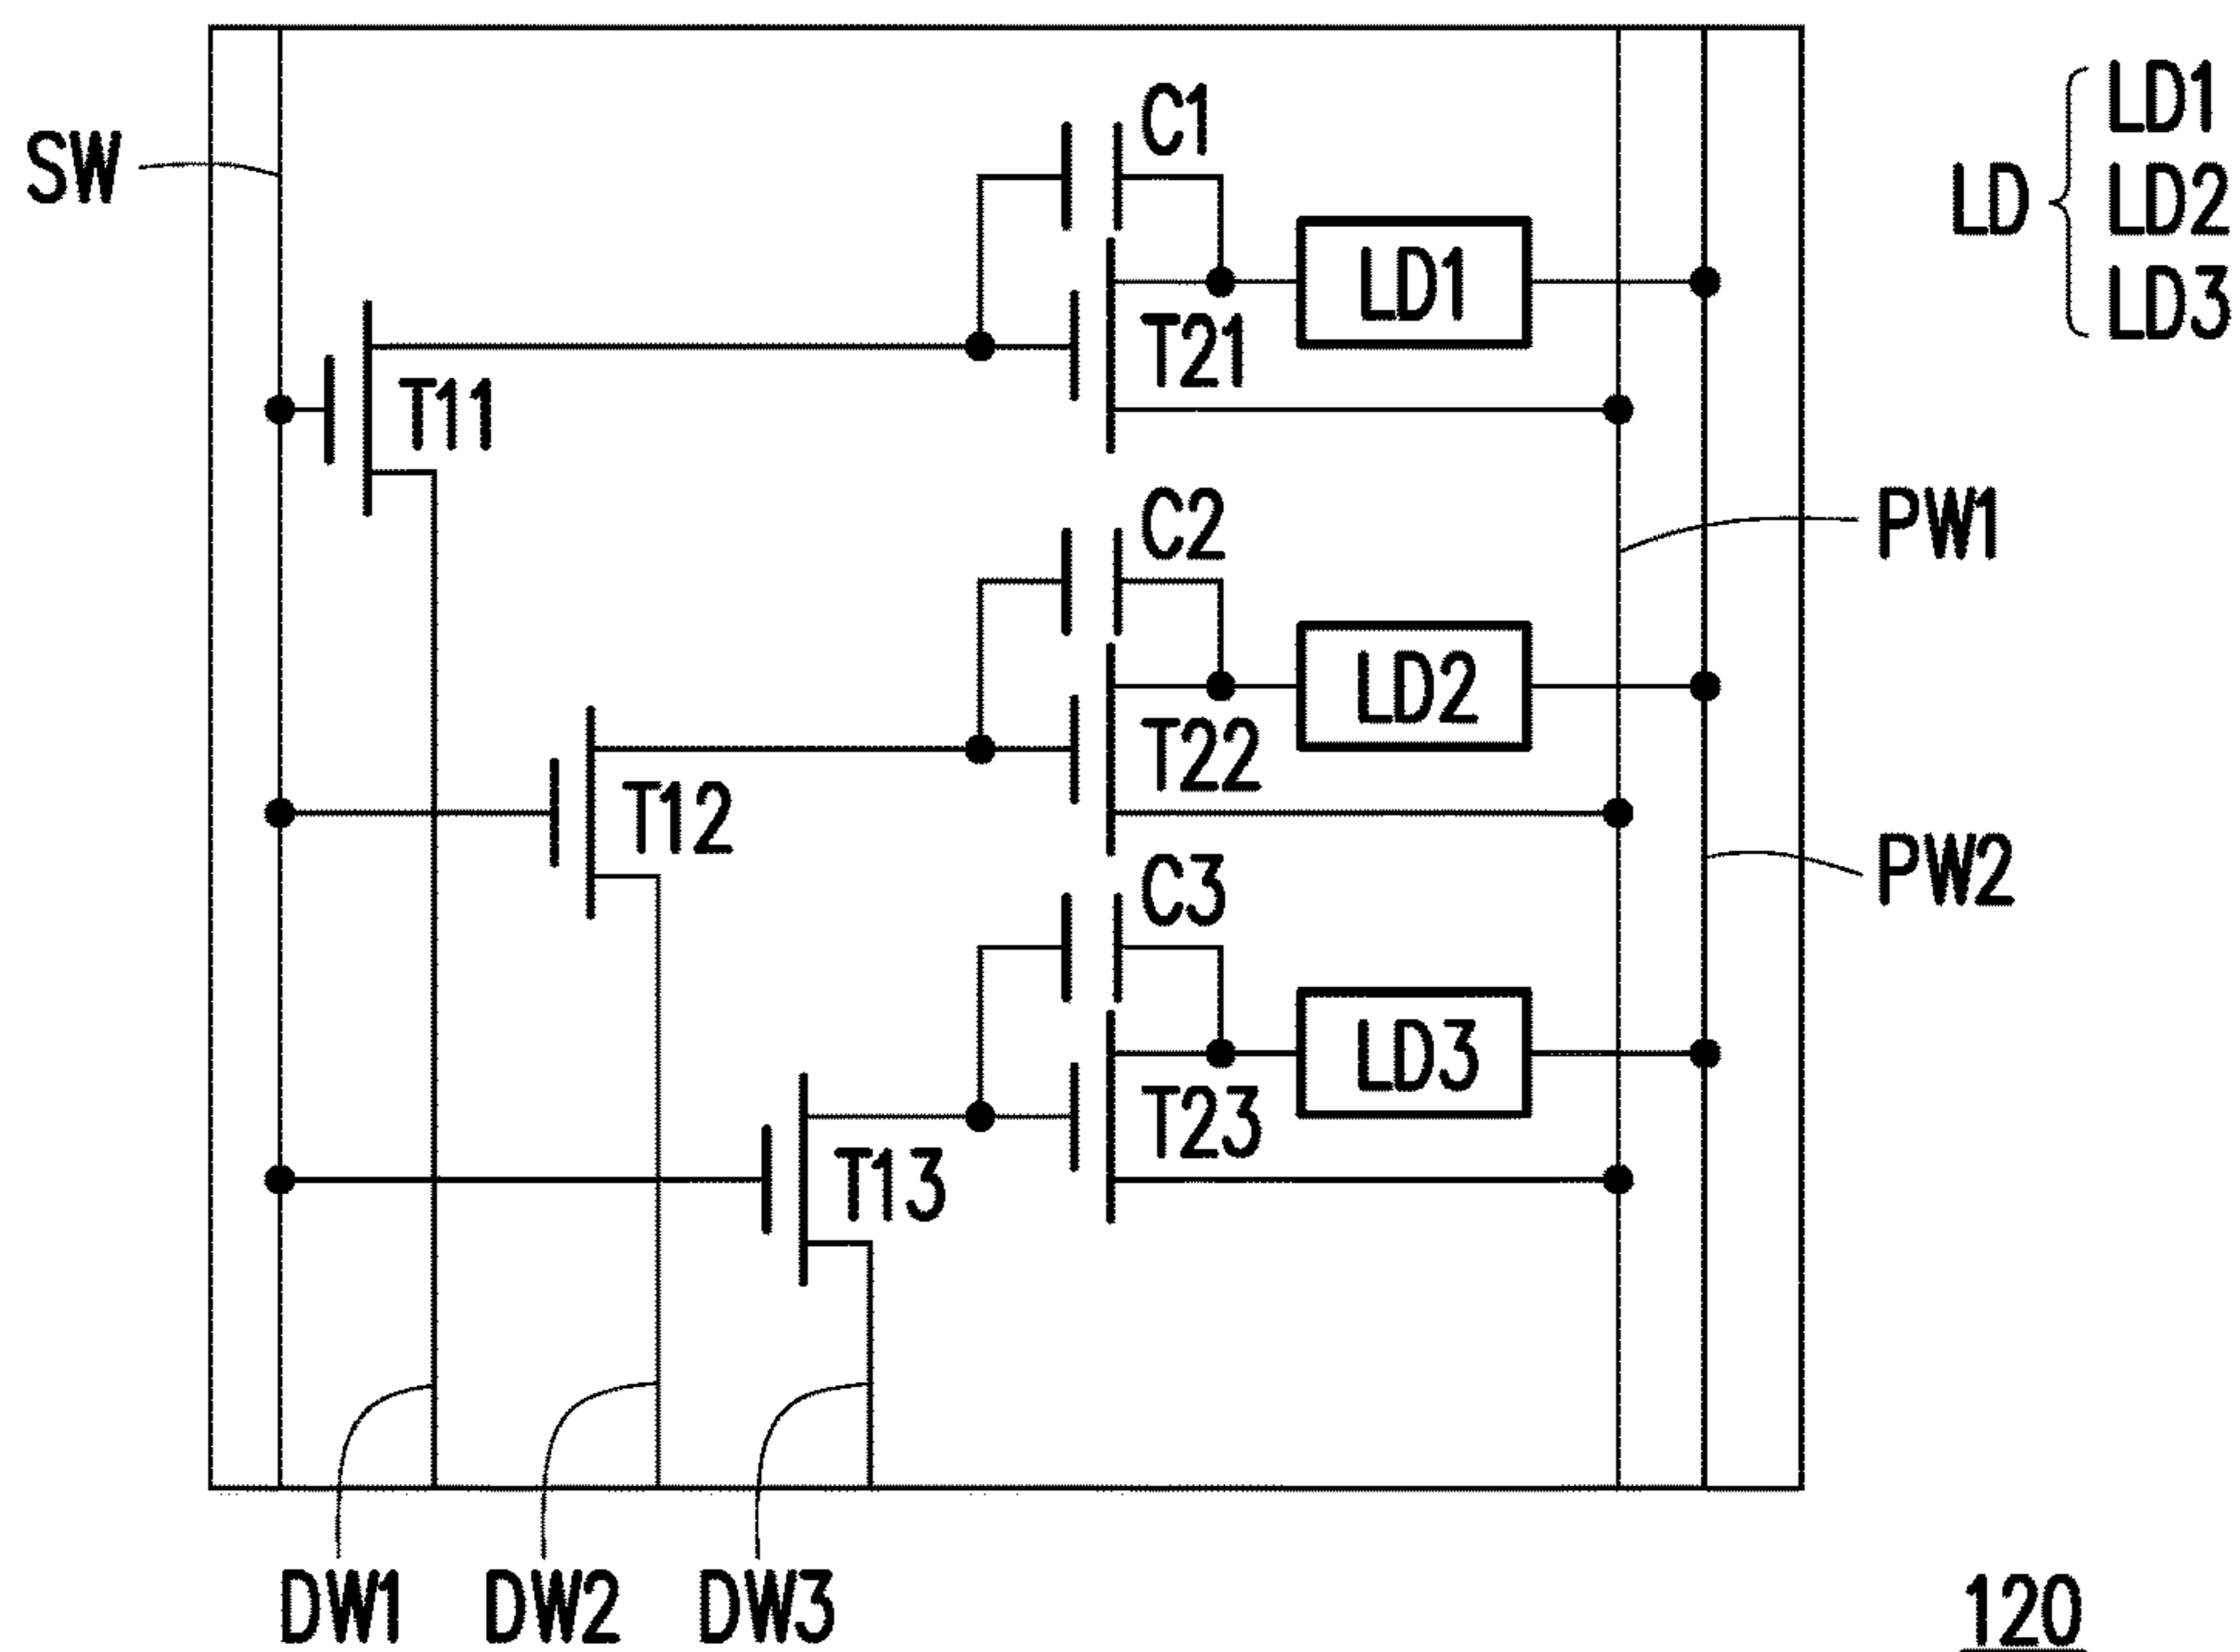 C1
LD1
SW
LD
LD2
LD1
T21
LD3
T11
C2
PW1
LD2
T22
T12
C3
PW2
LD3
T23
T13
DW1 DW2 DW3
120